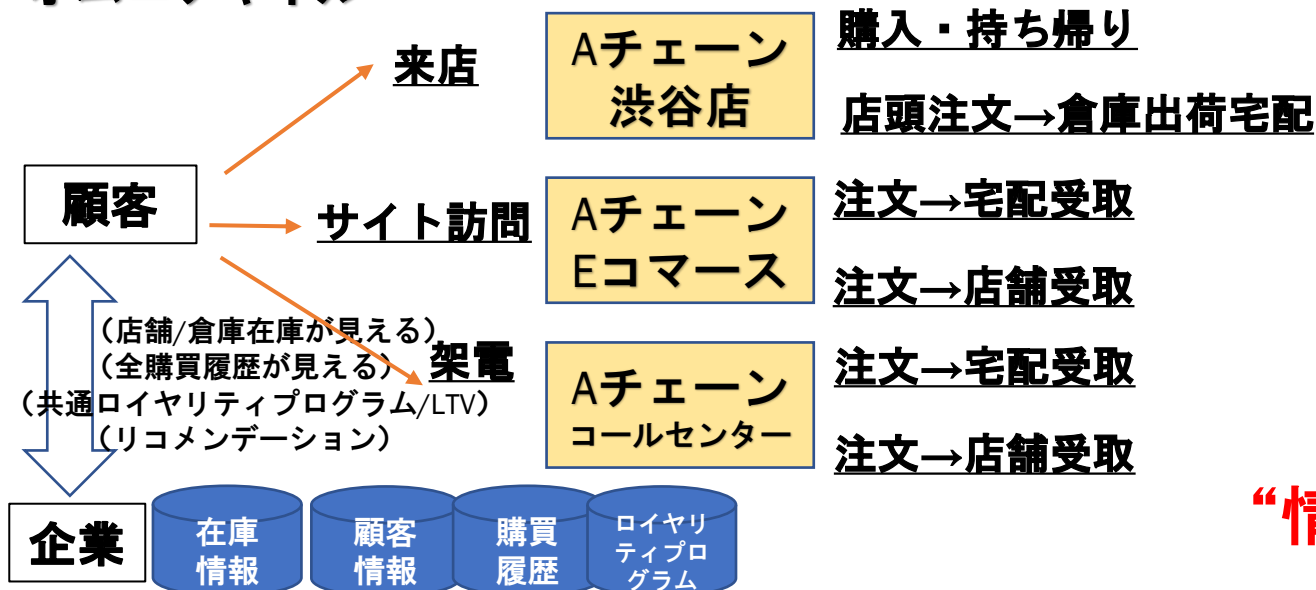 来店
Aチェーン
渋谷店
購入・持ち帰り
店頭注文→倉庫出荷宅配
顧客
サイト訪問
Aチェーン
Eコマース
注文→宅配受取
注文→店舗受取
（店舗/倉庫在庫が見える）
（全購買履歴が見える）
（共通ロイヤリティプログラム/LTV）
（リコメンデーション）
架電
Aチェーン
コールセンター
注文→宅配受取
注文→店舗受取
企業
在庫
情報
顧客
情報
購買
履歴
ロイヤリ
ティプロ
グラム
“情